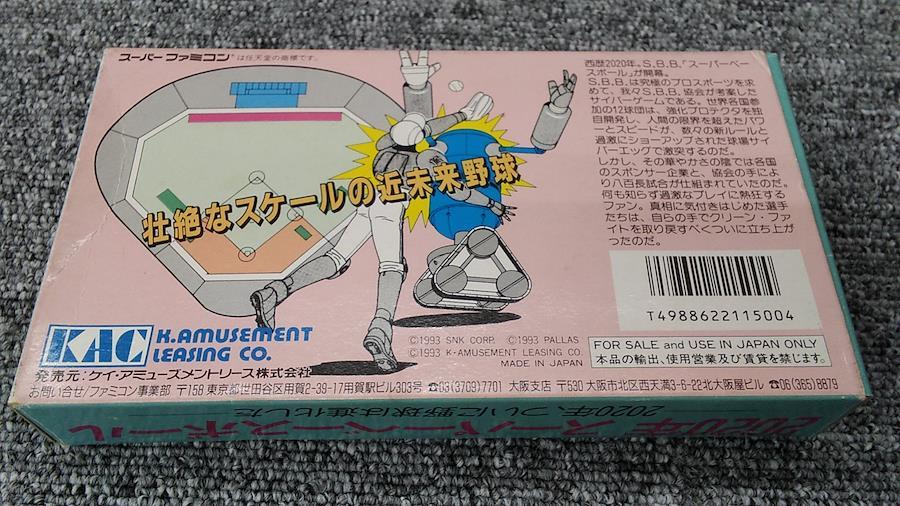 スーパーファミコン®は任天堂の商標です。
西歴2020年。S.B.B.「スーパーベー
スボール」が開幕。
S.B.B.は究極のプロスポーツを求
めて、我々S.B.B.協会が考案した
サイバーゲームである。世界各国参
加の12球団は、強化プロテクタを独
自開発し、人間の限界を超えたパワ
ーとスピードが、数々の新ルールと
過激にショーアップされた球場サイ
バーエッグで激突するのだ。
しかし、その華やかさの陰では各国
のスポンサー企業と、協会の手によ
り八百長試合が仕組まれていたのだ。
何も知らず過激なプレイに熱狂する
ファン。真相に気付きはじめた選手
たちは、自らの手でクリーン・ファ
イトを取り戻すべくついに立ち上が
ったのだ。
壮絶なスケールの近未来野球
T4988622115004
KAC K.AMUSEMENT
LEASING CO.
©1993 SNK CORP. ©1993 PALLAS
©1993 K-AMUSEMENT LEASING CO.
MADE IN JAPAN
FOR SALE and USE IN JAPAN ONLY
本品の輸出、使用営業及び賃貸を禁じます。
発売元:ケイ・アミューズメントリース株式会社
お問い合せ/ファミコン事業部 〒158 東京都世田谷区用賀2-39-17用賀駅ビル303号 ☎03(3709)7701 大阪支店 〒530 大阪市北区西天満3-6-22北大阪屋ビル ☎06(365)8879
2020年、ついに野球は進化した
2020年スーパーベースボール